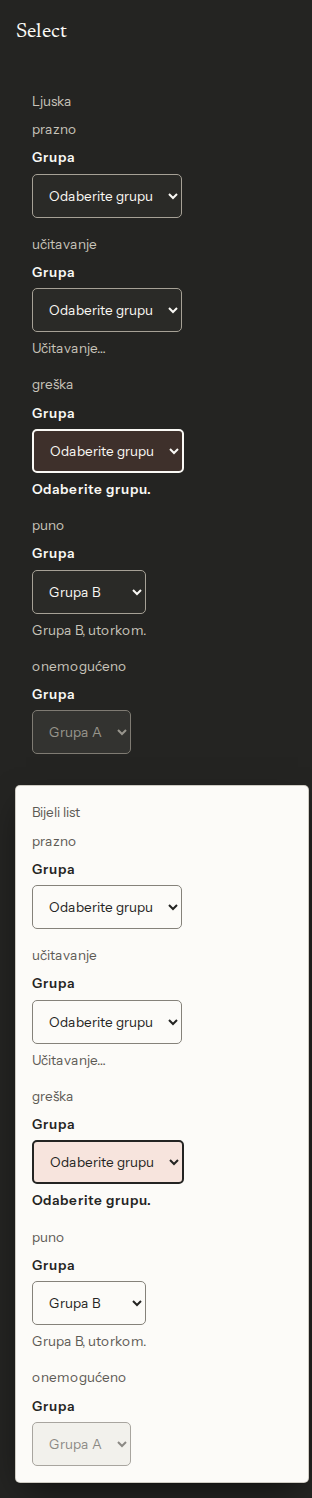 Select
Ljuska
prazno
Grupa
Odaberite grupu
učitavanje
Grupa
Odaberite grupu
Učitavanje...
greška
Grupa
Odaberite grupu
Odaberite grupu.
puno
Grupa
Grupa B
Grupa B, utorkom.
onemogućeno
Grupa
Grupa A
Bijeli list
prazno
Grupa
Odaberite grupu
učitavanje
Grupa
Odaberite grupu
Učitavanje...
greška
Grupa
Odaberite grupu
Odaberite grupu.
puno
Grupa
Grupa B
Grupa B, utorkom.
onemogućeno
Grupa
Grupa A